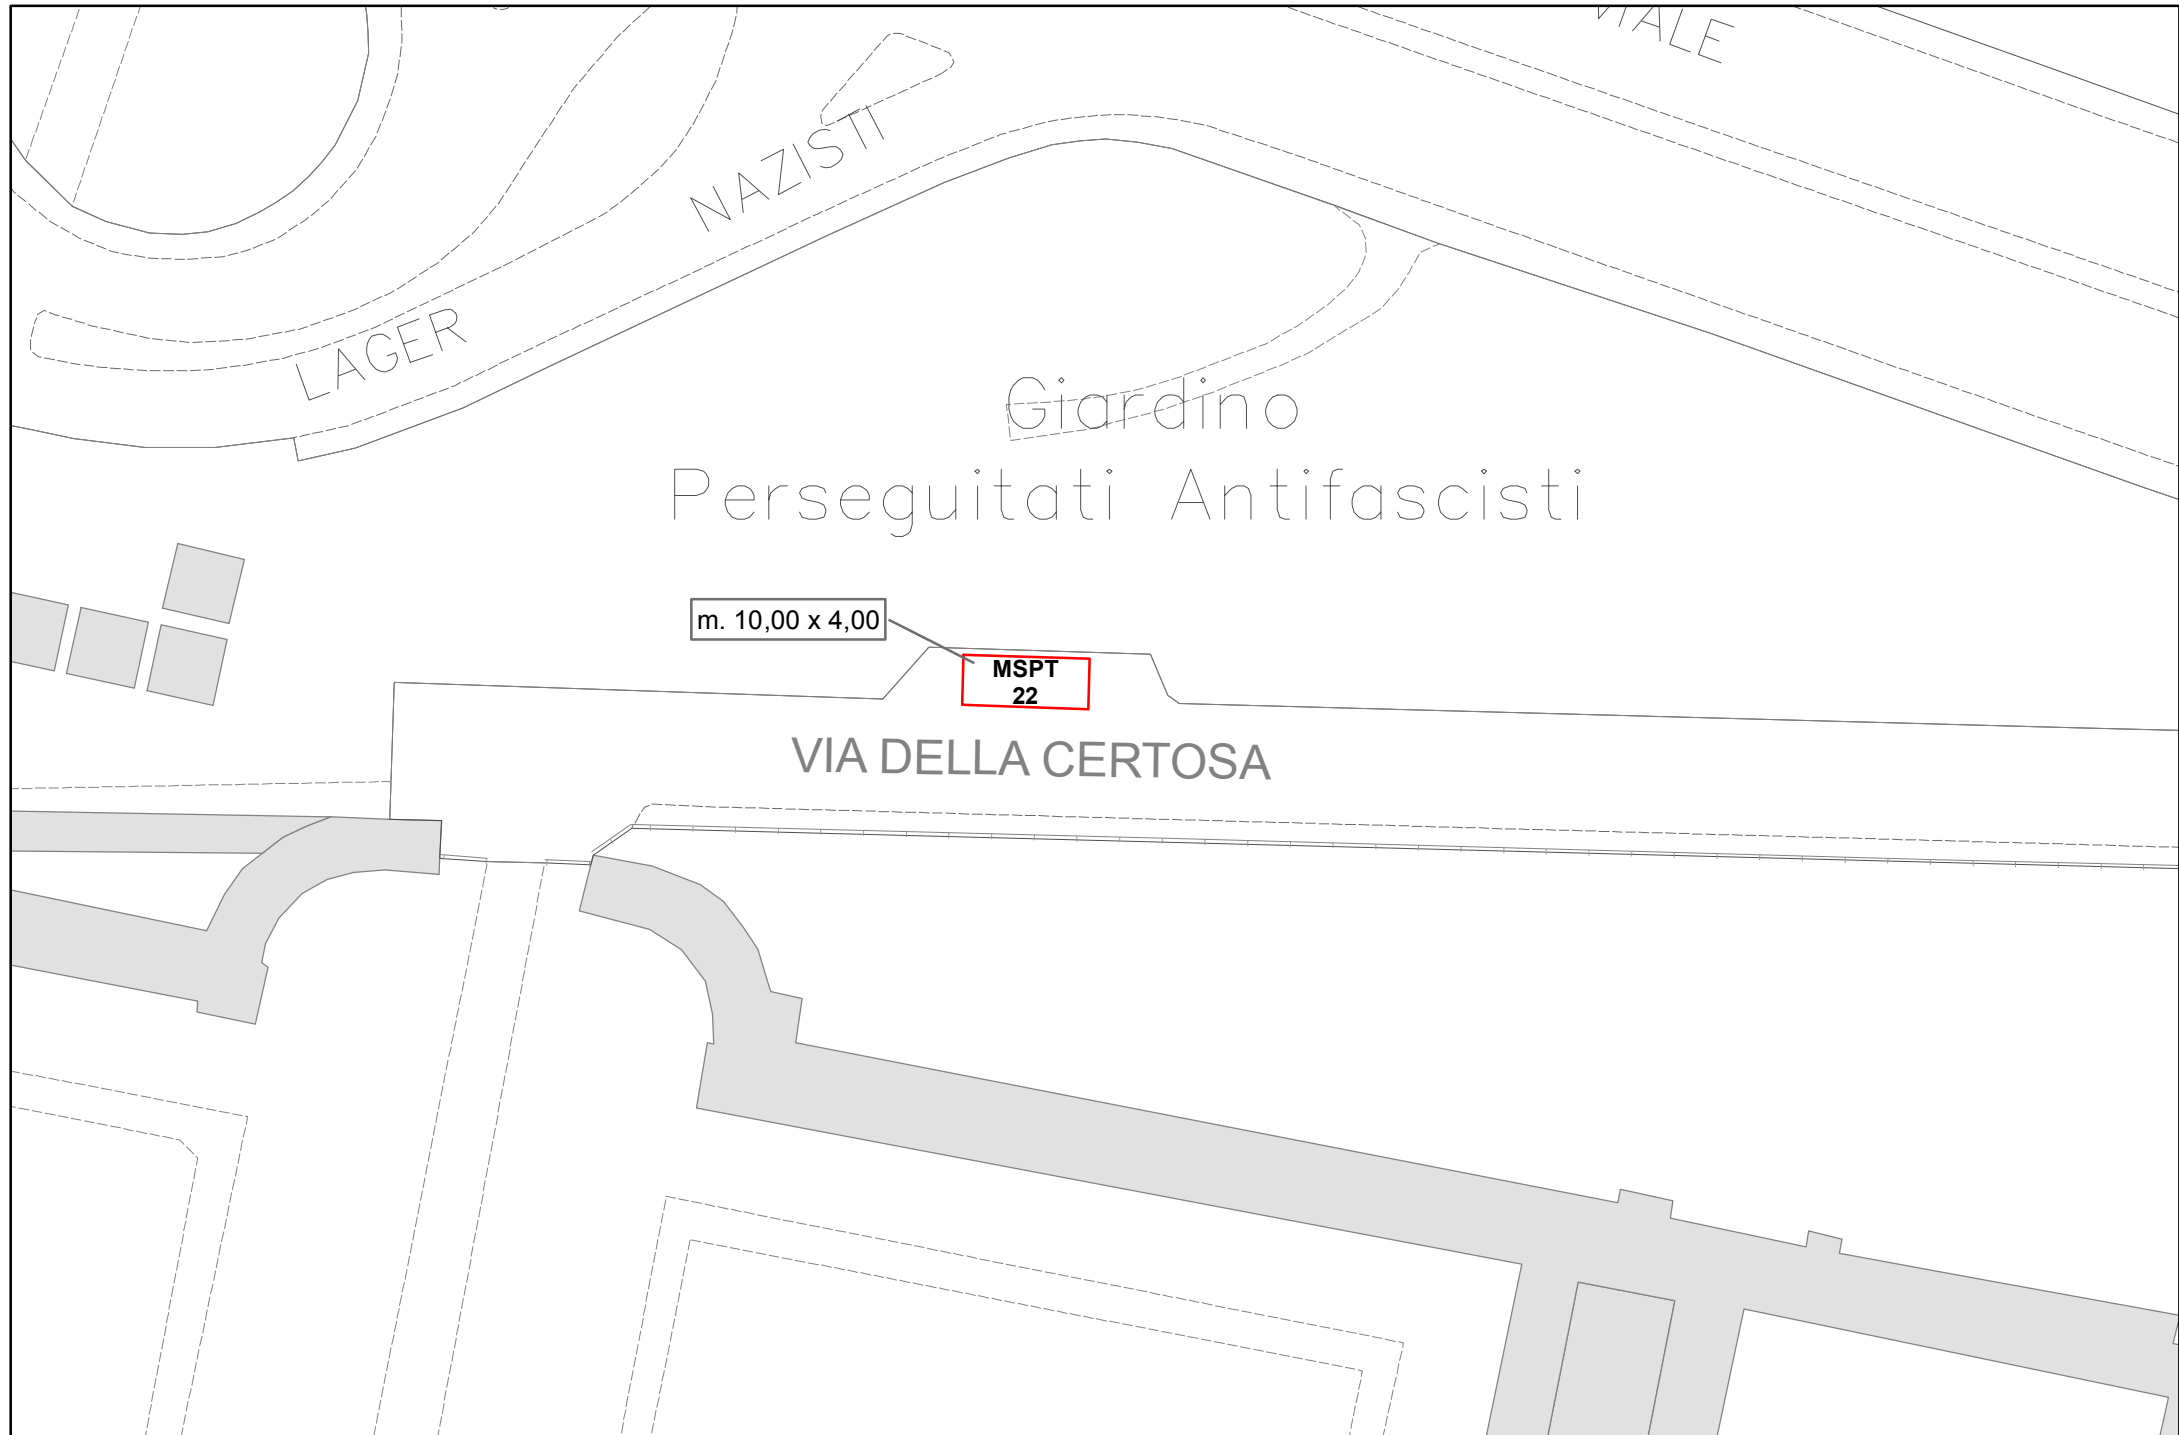 VIALE
NAZISTI
LAGER
Giardino
Perseguitati Antifascisti
m. 10,00 x 4,00
MSPT
22
VIA DELLA CERTOSA